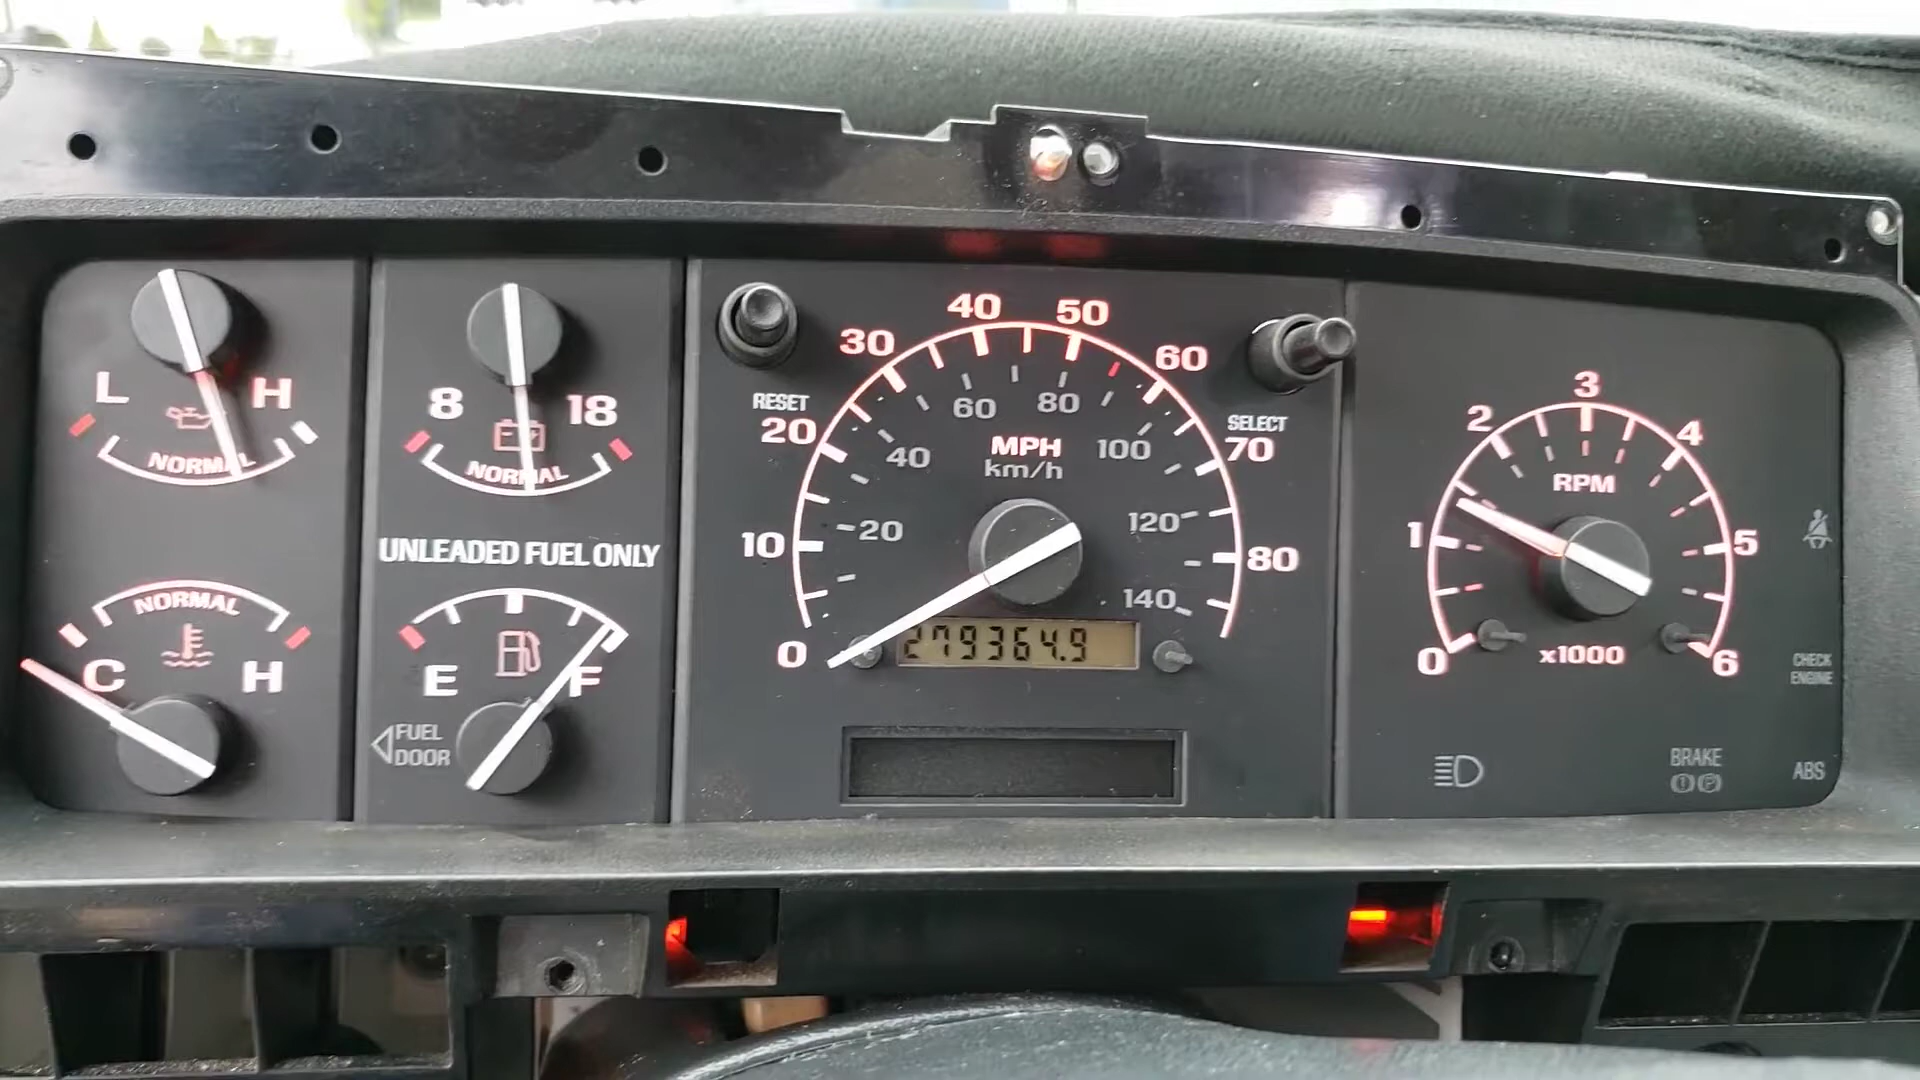 L H
NORMAL
NORMAL
C H
8 18
NORMAL
UNLEADED FUEL ONLY
E F
FUEL
DOOR
RESET
SELECT
0 10 20 30 40 50 60 70 80
20 40 60 80 100 120 140
MPH
km/h
279364.9
0 1 2 3 4 5 6
RPM
x1000
CHECK
ENGINE
BRAKE
ABS